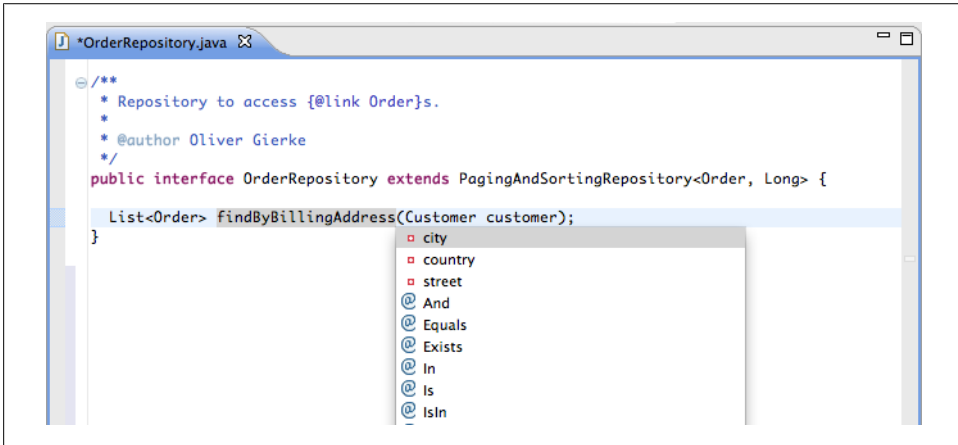 *OrderRepository.java
/**
* Repository to access {@link Order}s.
*
* @author Oliver Gierke
*/
public interface OrderRepository extends PagingAndSortingRepository<Order, Long> {
List<Order> findByBillingAddress(Customer customer);
}
city
country
street
And
Equals
Exists
In
Is
IsIn